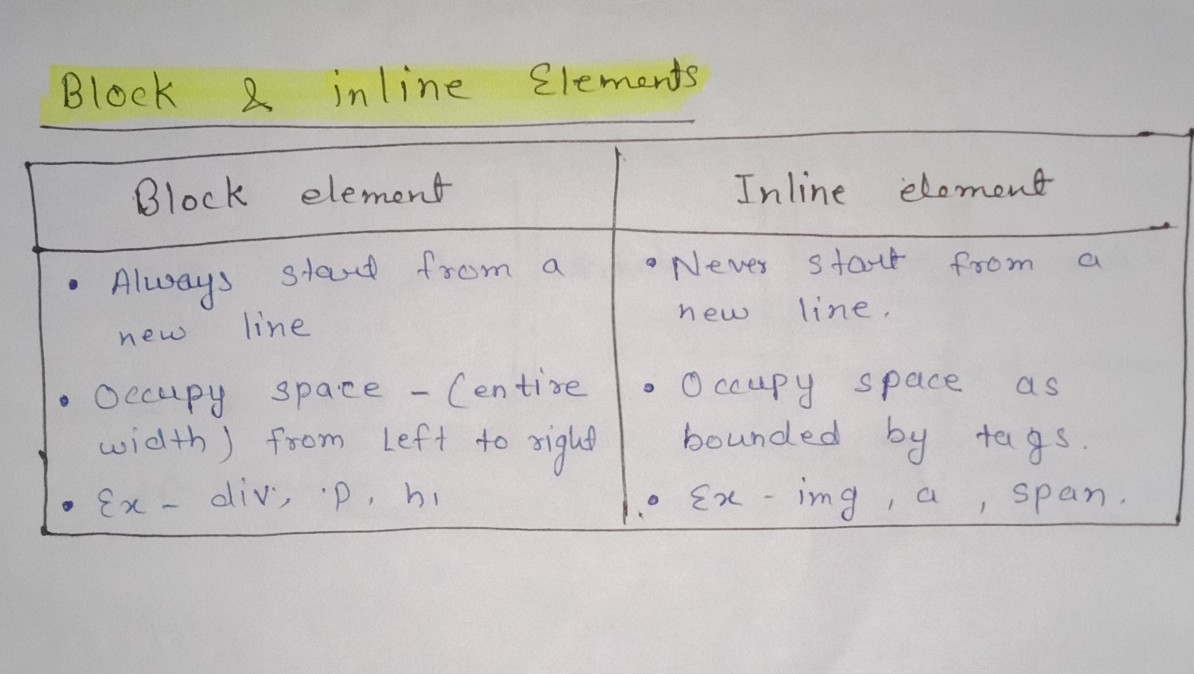 Block & inline Elements
Block element
Inline element
• Always start from a
new line
• Occupy space - (entire
width) from Left to right
• Ex - div, p, h1
• Never start from a
new line.
• Occupy space as
bounded by tags.
• Ex - img, a, span.